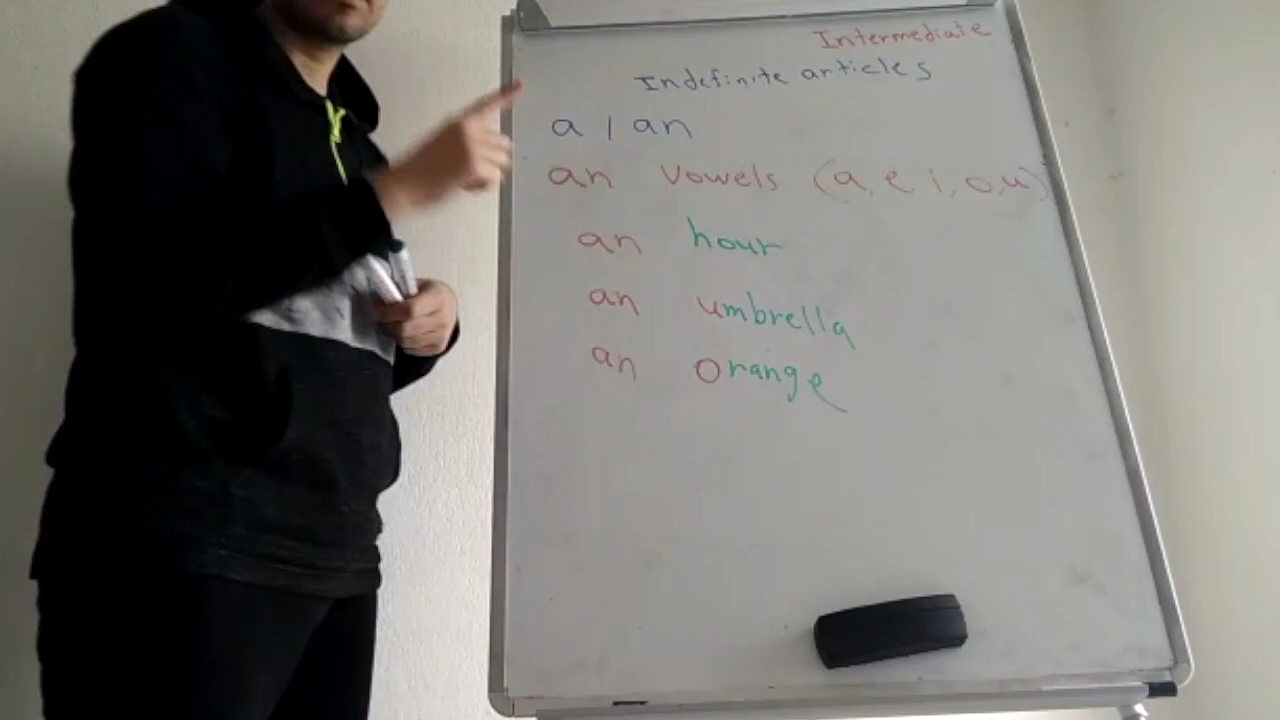 Intermediate
Indefinite articles
a / an
an vowels (a, e, i, o, u)
an hour
an umbrella
an orange